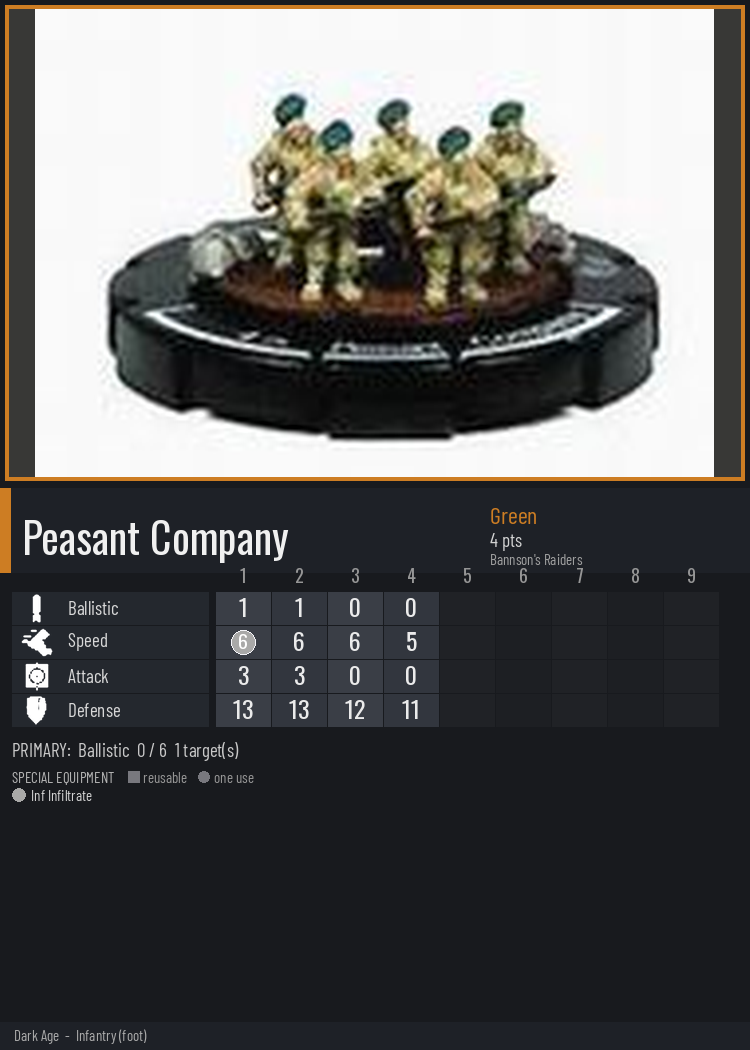 Peasant Company
Green
4 pts
Bannson's Raiders
1 2 3 4 5 6 7 8 9
Ballistic 1 1 0 0
Speed 6 6 6 5
Attack 3 3 0 0
Defense 13 13 12 11
PRIMARY: Ballistic 0 / 6 1 target(s)
SPECIAL EQUIPMENT reusable one use
Inf Infiltrate
Dark Age - Infantry (foot)